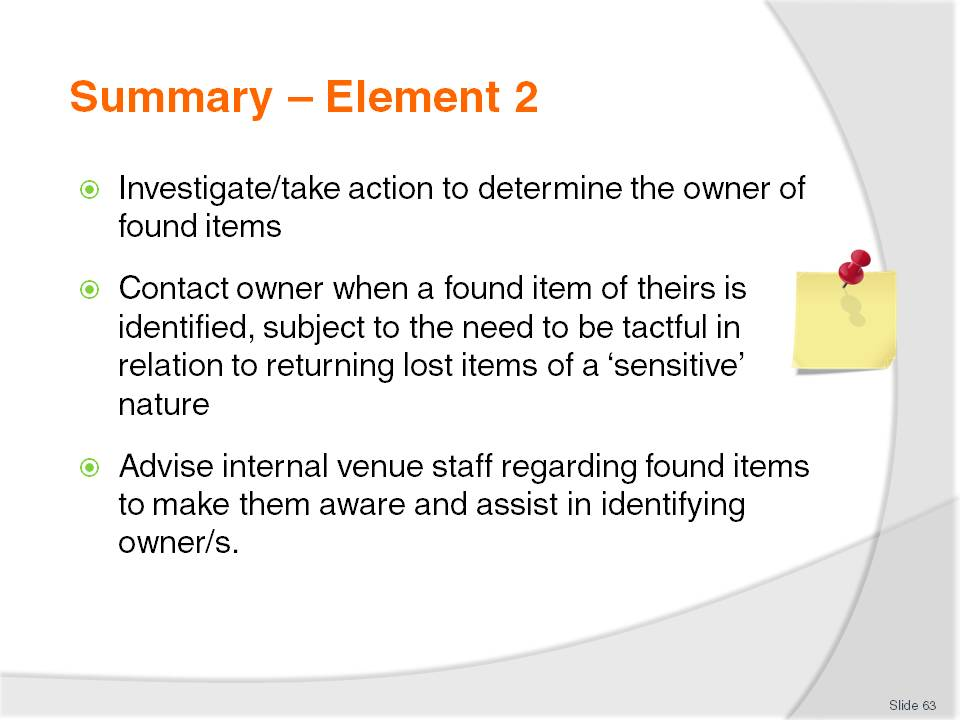 Summary – Element 2
Investigate/take action to determine the owner of
found items
Contact owner when a found item of theirs is
identified, subject to the need to be tactful in
relation to returning lost items of a ‘sensitive’
nature
Advise internal venue staff regarding found items
to make them aware and assist in identifying
owner/s.
Slide 63